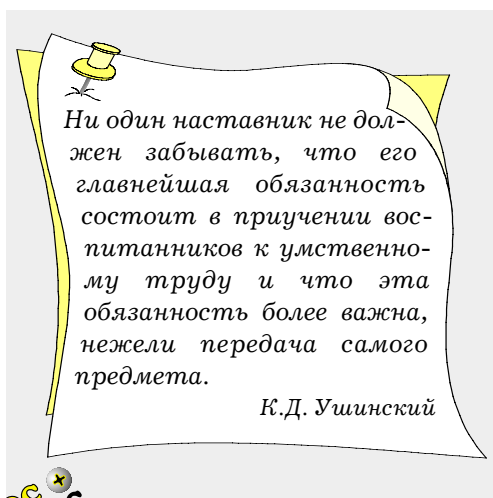 Ни один наставник не дол-
жен забывать, что его
главнейшая обязанность
состоит в приучении вос-
питанников к умственно-
му труду и что эта
обязанность более важна,
нежели передача самого
предмета.
К.Д. Ушинский